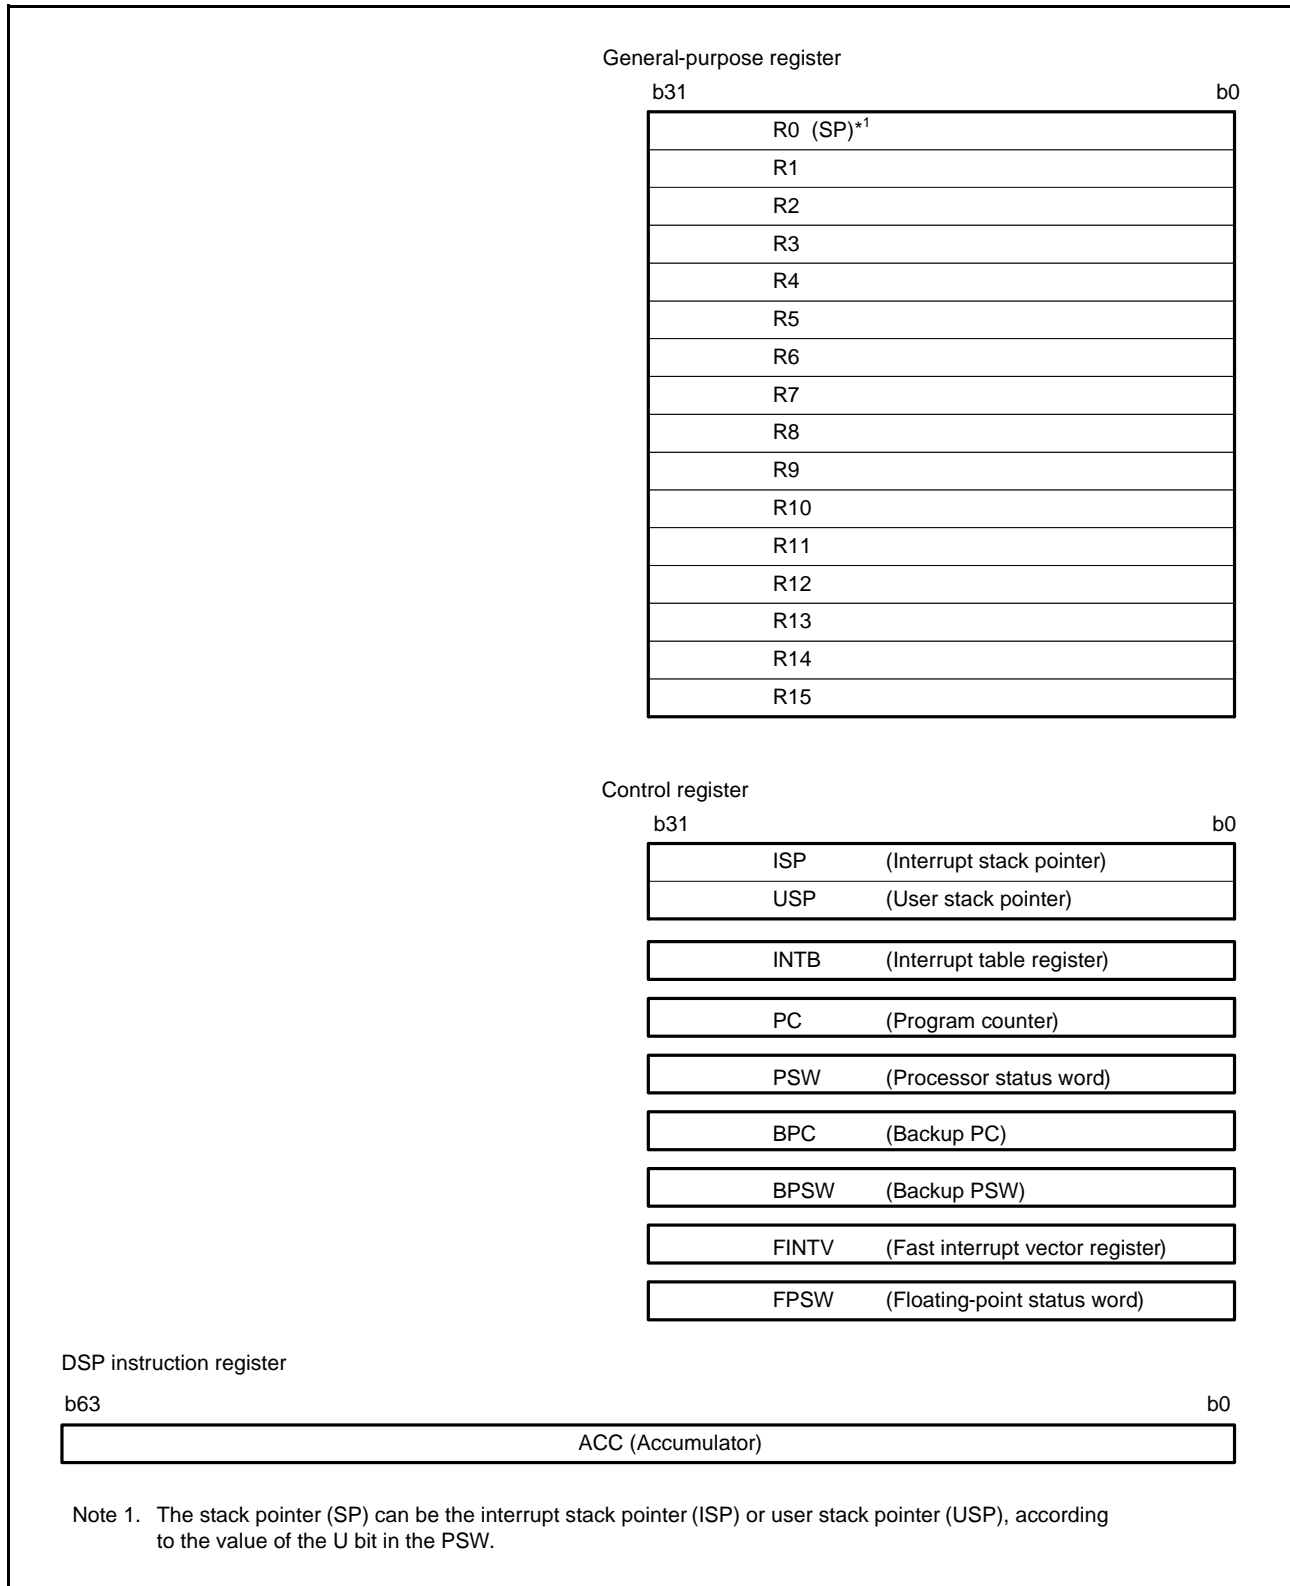 General-purpose register
b31 b0
R0 (SP)*1
R1
R2
R3
R4
R5
R6
R7
R8
R9
R10
R11
R12
R13
R14
R15
Control register
b31 b0
ISP (Interrupt stack pointer)
USP (User stack pointer)
INTB (Interrupt table register)
PC (Program counter)
PSW (Processor status word)
BPC (Backup PC)
BPSW (Backup PSW)
FINTV (Fast interrupt vector register)
FPSW (Floating-point status word)
DSP instruction register
b63 b0
ACC (Accumulator)
Note 1. The stack pointer (SP) can be the interrupt stack pointer (ISP) or user stack pointer (USP), according
to the value of the U bit in the PSW.